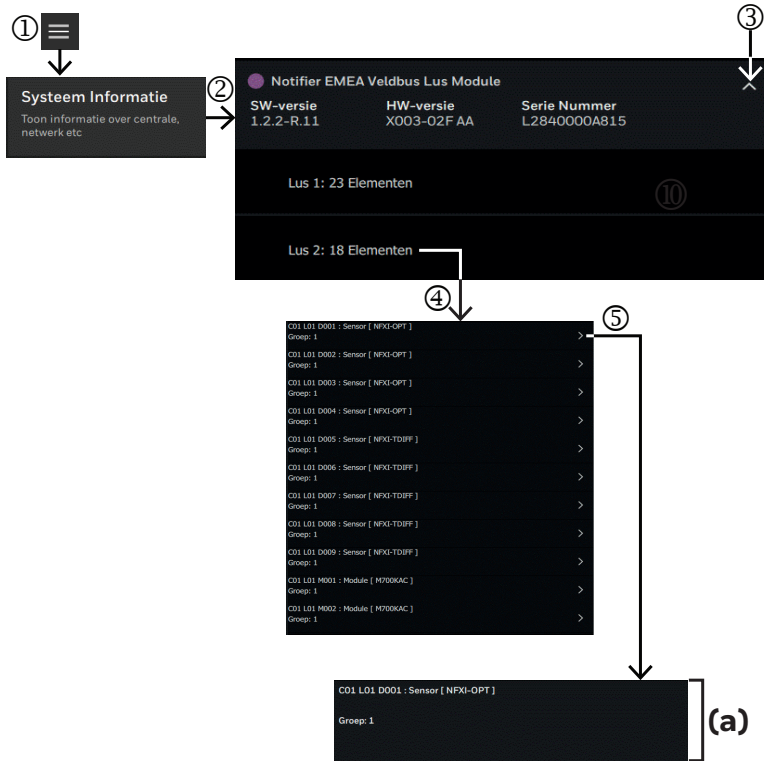 ①
③
②
Systeem Informatie
Toon informatie over centrale,
netwerk etc
Notifier EMEA Veldbus Lus Module
SW-versie HW-versie Serie Nummer
1.2.2-R.11 X003-02F AA L2840000A815
Lus 1: 23 Elementen
⑩
Lus 2: 18 Elementen
④
⑤
C01 L01 D001 : Sensor [ NFXI-OPT ]
Groep: 1
C01 L01 D002 : Sensor [ NFXI-OPT ]
Groep: 1
C01 L01 D003 : Sensor [ NFXI-OPT ]
Groep: 1
C01 L01 D004 : Sensor [ NFXI-OPT ]
Groep: 1
C01 L01 D005 : Sensor [ NFXI-TDIFF ]
Groep: 1
C01 L01 D006 : Sensor [ NFXI-TDIFF ]
Groep: 1
C01 L01 D007 : Sensor [ NFXI-TDIFF ]
Groep: 1
C01 L01 D008 : Sensor [ NFXI-TDIFF ]
Groep: 1
C01 L01 D009 : Sensor [ NFXI-TDIFF ]
Groep: 1
C01 L01 M001 : Module [ M700KAC ]
Groep: 1
C01 L01 M002 : Module [ M700KAC ]
Groep: 1
C01 L01 D001 : Sensor [ NFXI-OPT ]
Groep: 1
(a)